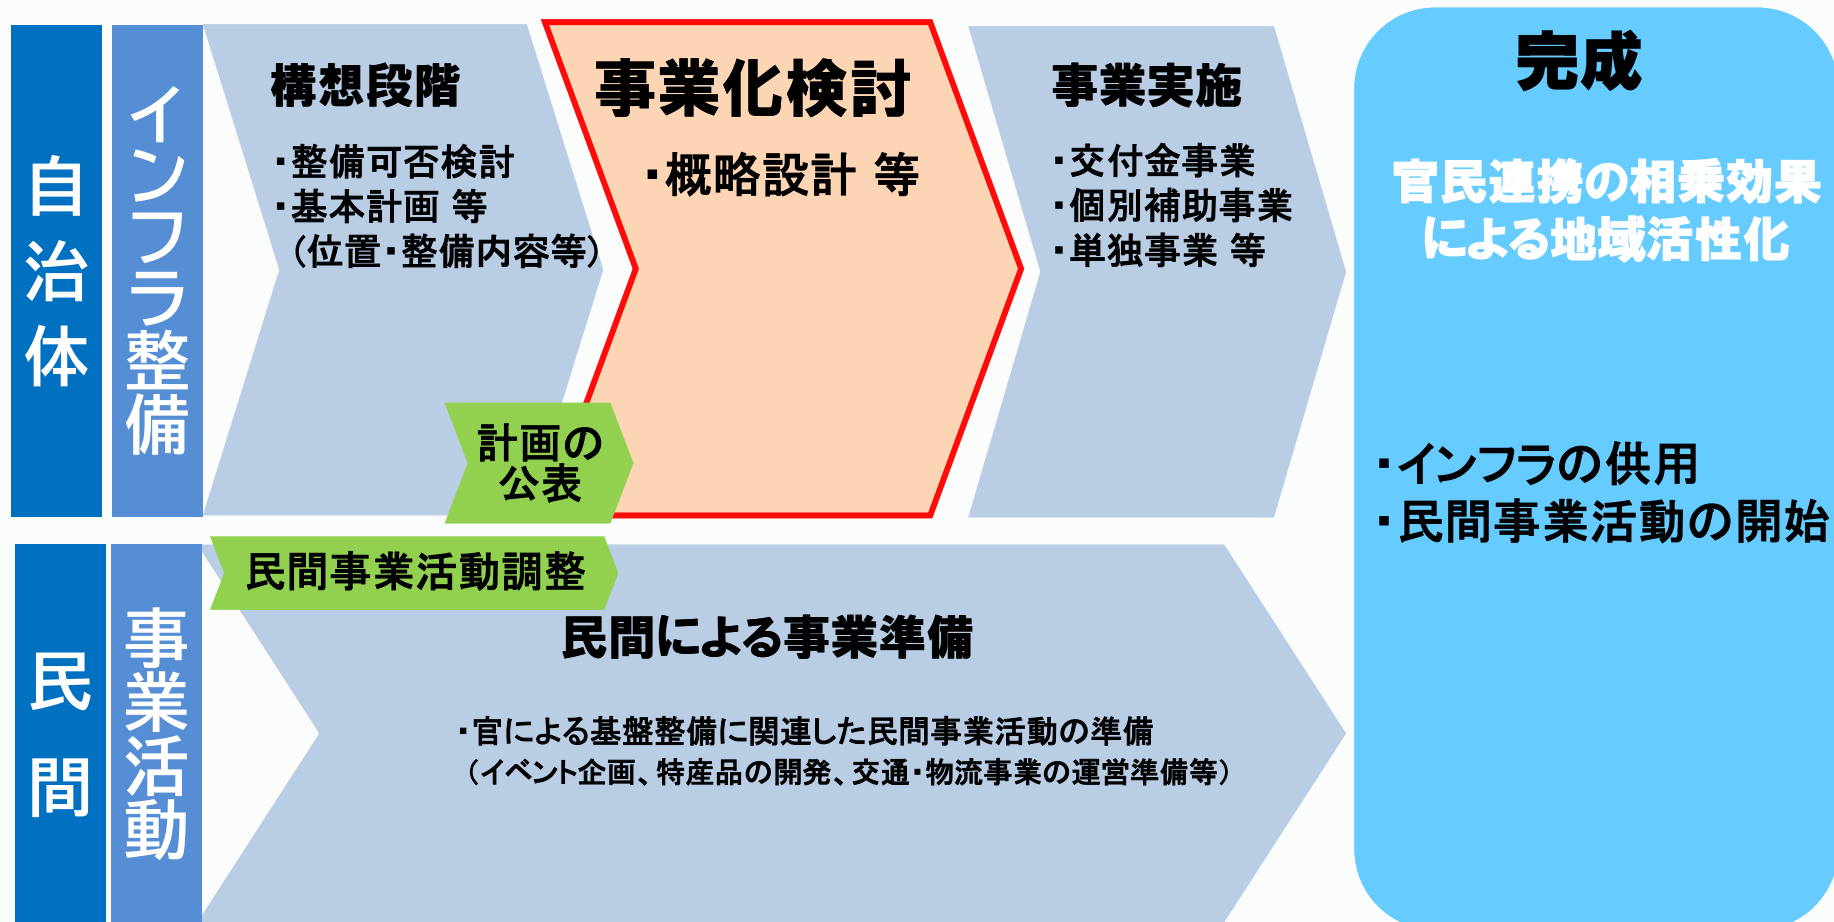 自治体
インフラ整備
構想段階
・整備可否検討
・基本計画 等
（位置・整備内容等）
事業化検討
・概略設計 等
事業実施
・交付金事業
・個別補助事業
・単独事業 等
計画の
公表
民間
事業活動
民間事業活動調整
民間による事業準備
・官による基盤整備に関連した民間事業活動の準備
（イベント企画、特産品の開発、交通・物流事業の運営準備等）
完成
官民連携の相乗効果
による地域活性化
・インフラの供用
・民間事業活動の開始